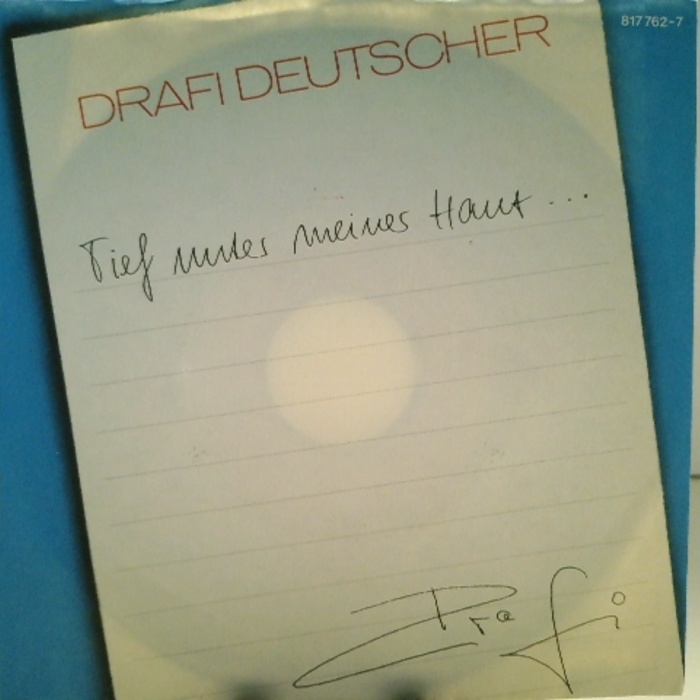 817 762-7
DRAFI DEUTSCHER
Tief unter meiner Haut ...
Drafi